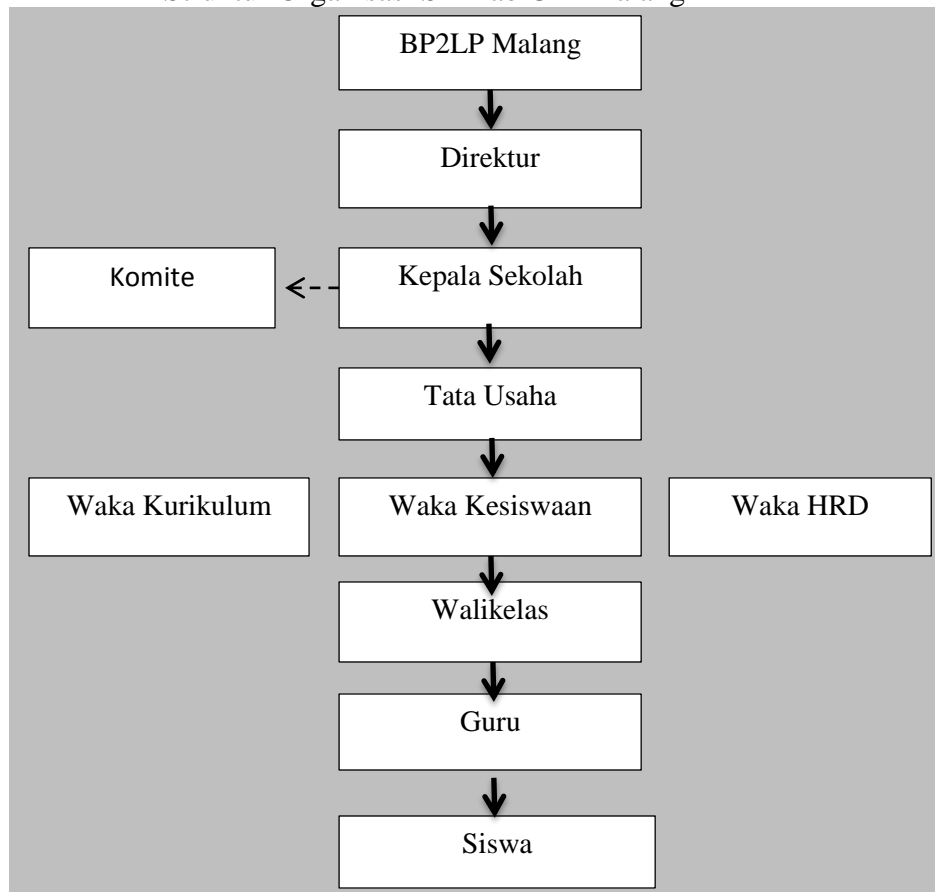 BP2LP Malang
Direktur
Komite
Kepala Sekolah
Tata Usaha
Waka Kurikulum
Waka Kesiswaan
Waka HRD
Walikelas
Guru
Siswa